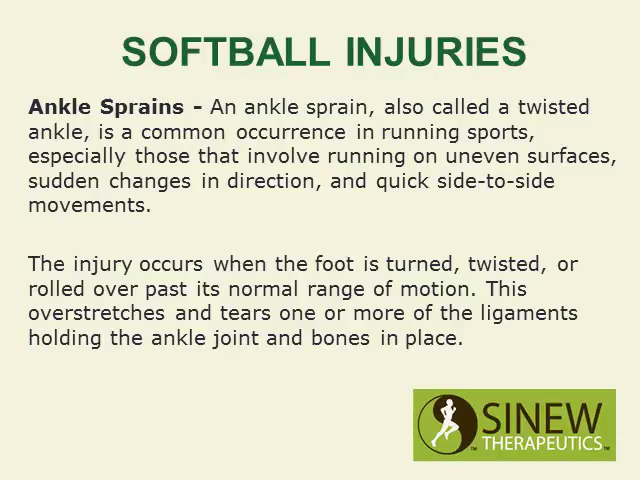 SOFTBALL INJURIES
Ankle Sprains - An ankle sprain, also called a twisted
ankle, is a common occurrence in running sports,
especially those that involve running on uneven surfaces,
sudden changes in direction, and quick side-to-side
movements.
The injury occurs when the foot is turned, twisted, or
rolled over past its normal range of motion. This
overstretches and tears one or more of the ligaments
holding the ankle joint and bones in place.
SINEW
™ THERAPEUTICS™